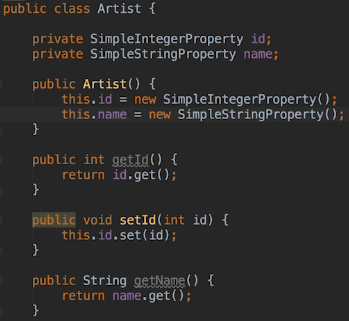 public class Artist {
private SimpleIntegerProperty id;
private SimpleStringProperty name;
public Artist() {
this.id = new SimpleIntegerProperty();
this.name = new SimpleStringProperty();
}
public int getId() {
return id.get();
}
public void setId(int id) {
this.id.set(id);
}
public String getName() {
return name.get();
}